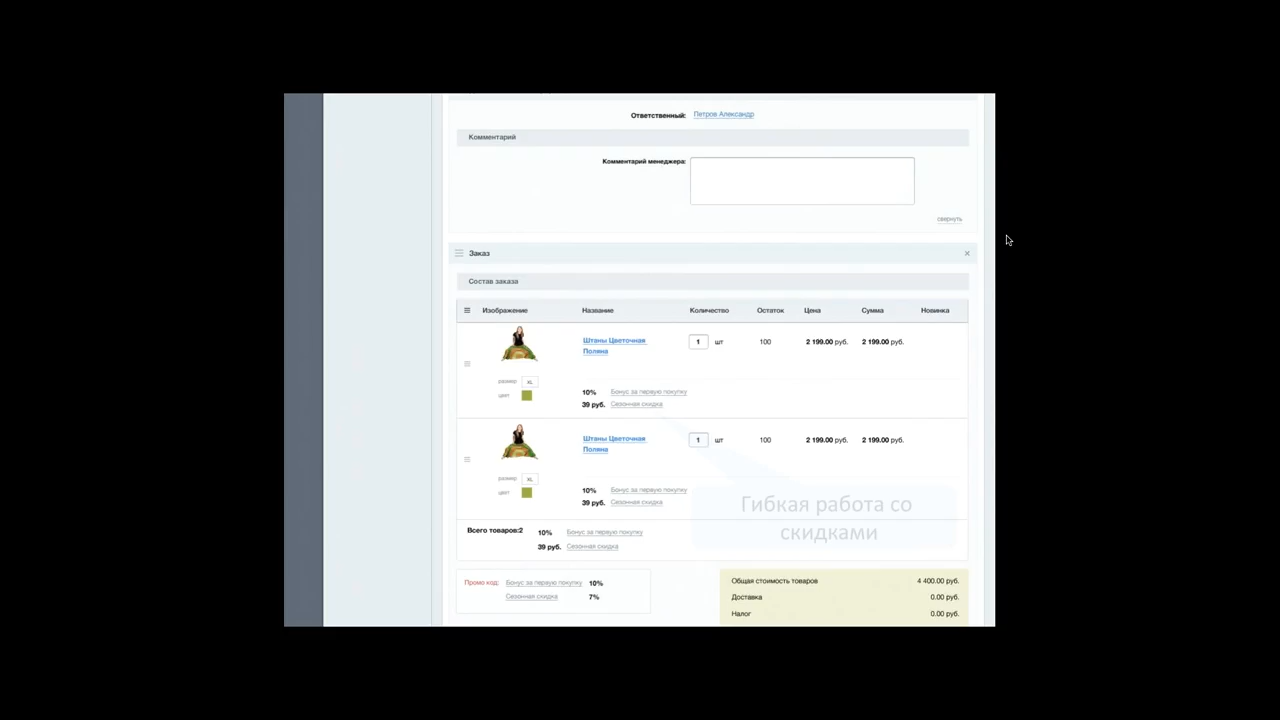 Ответственный: Петров Александр
Комментарий
Комментарий менеджера:
свернуть
Заказ
Состав заказа
Изображение Название Количество Остаток Цена Сумма Новинка
Штаны Цветочная Поляна 1 шт 100 2 199.00 руб. 2 199.00 руб.
размер XL
цвет
10% Бонус за первую покупку
39 руб. Сезонная скидка
Штаны Цветочная Поляна 1 шт 100 2 199.00 руб. 2 199.00 руб.
размер XL
цвет
10% Бонус за первую покупку
39 руб. Сезонная скидка
Гибкая работа со
скидками
Всего товаров:2 10% Бонус за первую покупку
39 руб. Сезонная скидка
Промо код: Бонус за первую покупку 10%
Сезонная скидка 7%
Общая стоимость товаров 4 400.00 руб.
Доставка 0.00 руб.
Налог 0.00 руб.